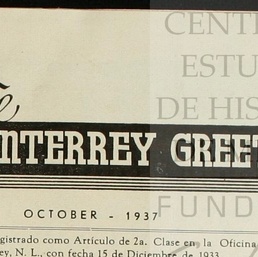 CENT
ESTU
DE HIS
NTERREY GREET
FUND
OCTOBER - 1937
gistrado como Artículo de 2a. Clase en la Oficina
ey, N. L., con fecha 15 de Diciembre de 1933